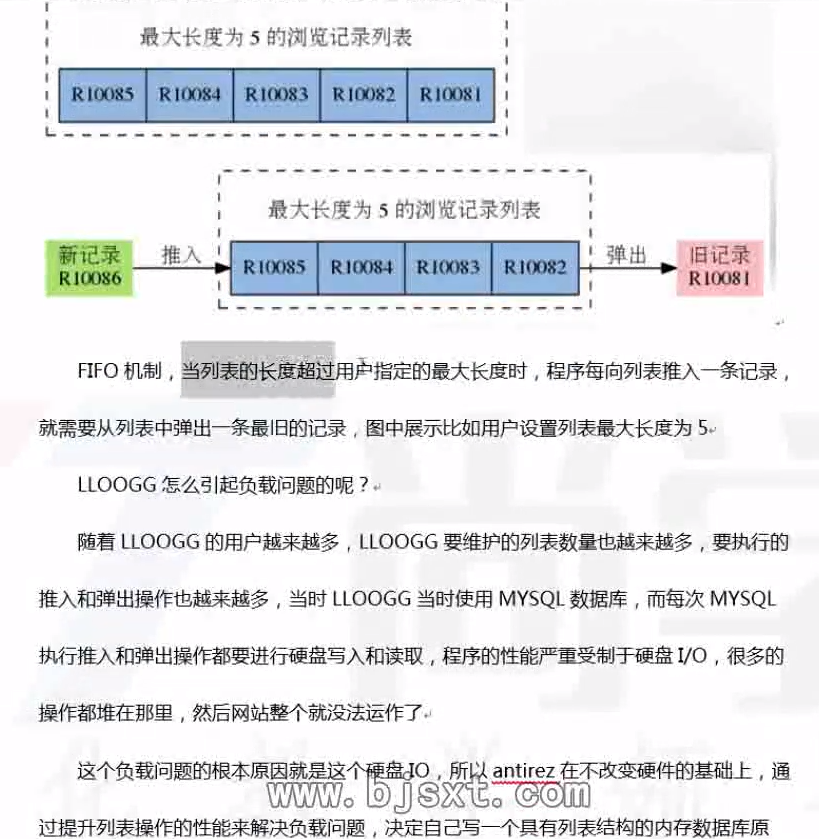 最大长度为 5 的浏览记录列表
R10085 R10084 R10083 R10082 R10081
最大长度为 5 的浏览记录列表
新记录 R10086 推入 R10085 R10084 R10083 R10082 弹出 旧记录 R10081
FIFO 机制，当列表的长度超过用户指定的最大长度时，程序每向列表推入一条记录，
就需要从列表中弹出一条最旧的记录，图中展示比如用户设置列表最大长度为 5
LLOOGG 怎么引起负载问题的呢？
随着 LLOOGG 的用户越来越多，LLOOGG 要维护的列表数量也越来越多，要执行的
推入和弹出操作也越来越多，当时 LLOOGG 当时使用 MYSQL 数据库，而每次 MYSQL
执行推入和弹出操作都要进行硬盘写入和读取，程序的性能严重受制于硬盘 I/O，很多的
操作都堆在那里，然后网站整个就没法运作了
这个负载问题的根本原因就是这个硬盘 IO，所以 antirez 在不改变硬件的基础上，通
www.bjsxt.com
过提升列表操作的性能来解决负载问题，决定自己写一个具有列表结构的内存数据库原